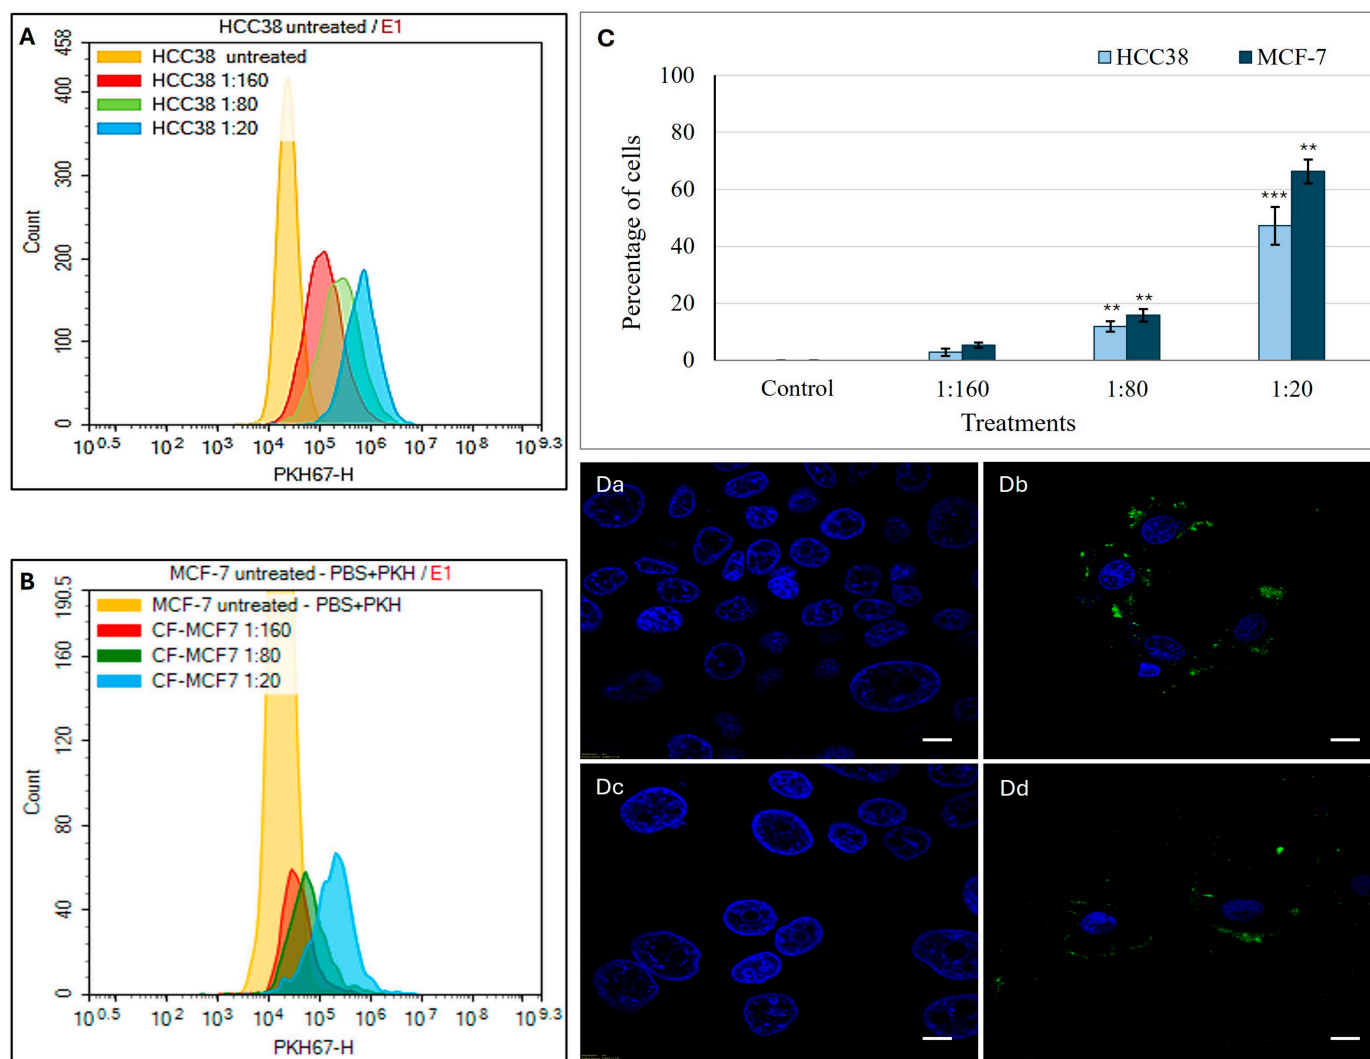 A
HCC38 untreated / E1
458
400
300
200
100
0
Count
HCC38 untreated
HCC38 1:160
HCC38 1:80
HCC38 1:20
10^0.5 10^2 10^3 10^4 10^5 10^6 10^7 10^8 10^9.3
PKH67-H
B
MCF-7 untreated - PBS+PKH / E1
190.5
160
120
80
40
0
Count
MCF-7 untreated - PBS+PKH
CF-MCF7 1:160
CF-MCF7 1:80
CF-MCF7 1:20
10^0.5 10^2 10^3 10^4 10^5 10^6 10^7 10^8 10^9.3
PKH67-H
C
HCC38 MCF-7
100
80
60
40
20
0
Percentage of cells
** **
*** **
Control 1:160 1:80 1:20
Treatments
Da
Db
Dc
Dd